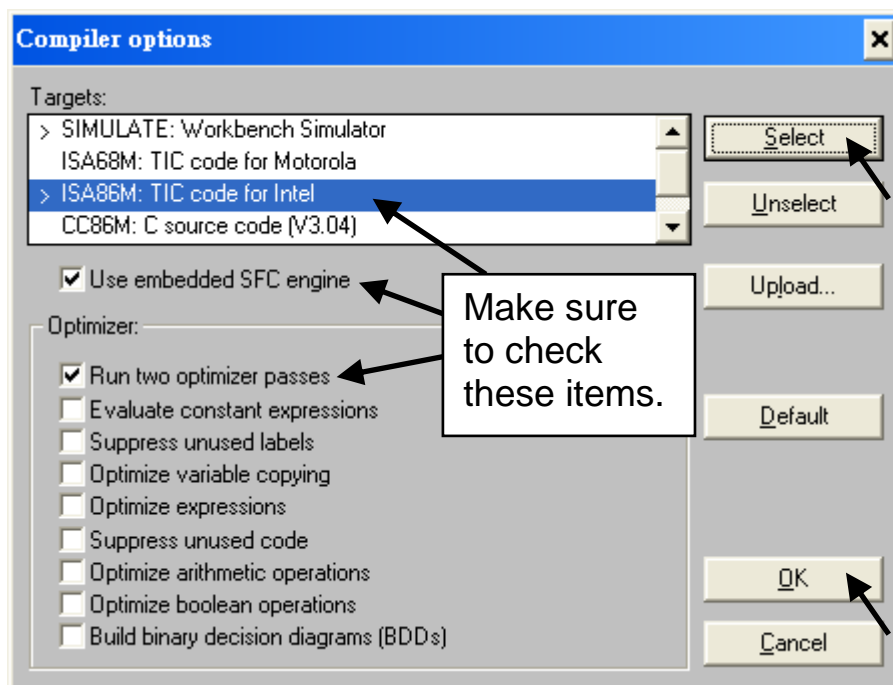 Compiler options
Targets:
> SIMULATE: Workbench Simulator
ISA68M: TIC code for Motorola
> ISA86M: TIC code for Intel
CC86M: C source code (V3.04)
Select
Unselect
Upload...
Default
OK
Cancel
Use embedded SFC engine
Optimizer:
Run two optimizer passes
Evaluate constant expressions
Suppress unused labels
Optimize variable copying
Optimize expressions
Suppress unused code
Optimize arithmetic operations
Optimize boolean operations
Build binary decision diagrams (BDDs)
Make sure
to check
these items.